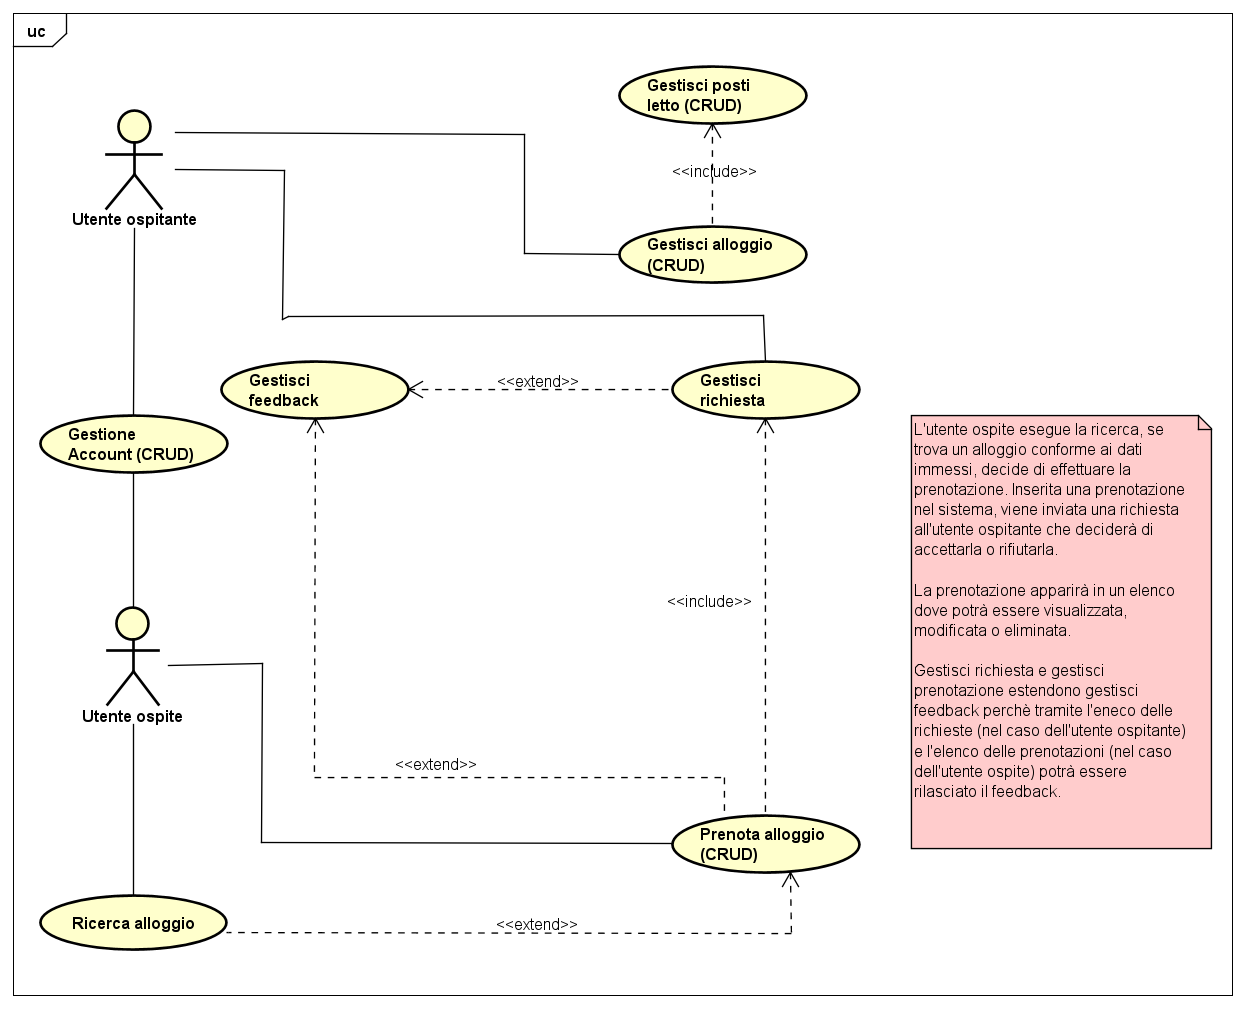 uc
Gestisci posti
letto (CRUD)
<<include>>
Utente ospitante
Gestisci alloggio
(CRUD)
Gestisci
feedback
<<extend>>
Gestisci
richiesta
Gestione
Account (CRUD)
L'utente ospite esegue la ricerca, se
trova un alloggio conforme ai dati
immessi, decide di effettuare la
prenotazione. Inserita una prenotazione
nel sistema, viene inviata una richiesta
all'utente ospitante che deciderà di
accettarla o rifiutarla.
La prenotazione apparirà in un elenco
dove potrà essere visualizzata,
modificata o eliminata.
Gestisci richiesta e gestisci
prenotazione estendono gestisci
feedback perchè tramite l'eneco delle
richieste (nel caso dell'utente ospitante)
e l'elenco delle prenotazioni (nel caso
dell'utente ospite) potrà essere
rilasciato il feedback.
<<include>>
Utente ospite
<<extend>>
Prenota alloggio
(CRUD)
Ricerca alloggio
<<extend>>